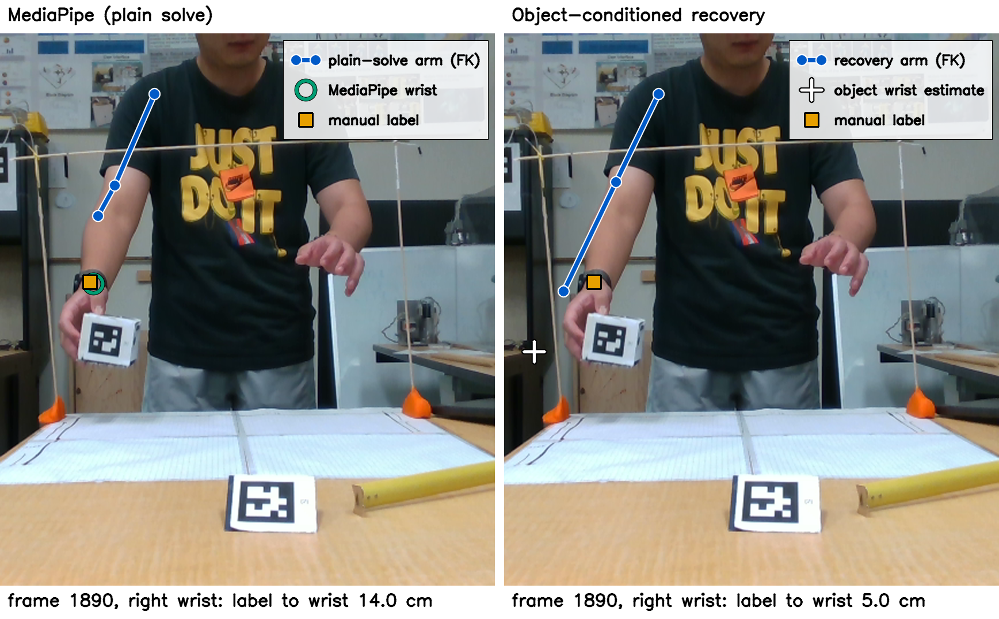 MediaPipe (plain solve)
plain-solve arm (FK)
MediaPipe wrist
manual label
JUST
DO IT
frame 1890, right wrist: label to wrist 14.0 cm
Object-conditioned recovery
recovery arm (FK)
object wrist estimate
manual label
JUST
DO IT
frame 1890, right wrist: label to wrist 5.0 cm